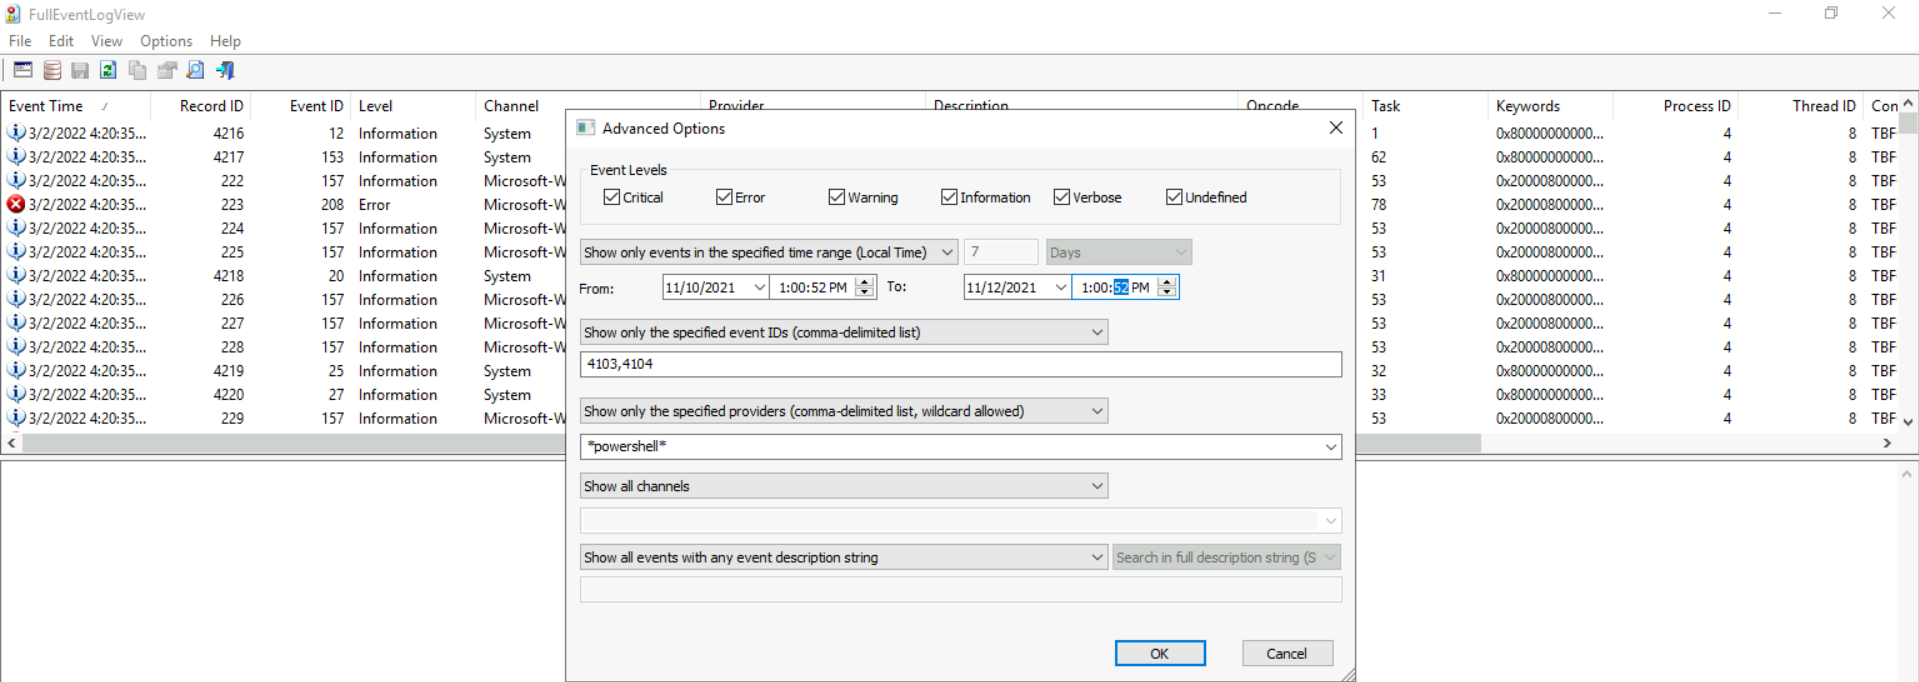 FullEventLogView
File Edit View Options Help
Event Time Record ID Event ID Level Channel Provider Description Opcode Task Keywords Process ID Thread ID Con
3/2/2022 4:20:35... 4216 12 Information System 1 0x80000000000... 4 8 TBF
3/2/2022 4:20:35... 4217 153 Information System 62 0x80000000000... 4 8 TBF
3/2/2022 4:20:35... 222 157 Information Microsoft-W 53 0x20000800000... 4 8 TBF
3/2/2022 4:20:35... 223 208 Error Microsoft-W 78 0x20000800000... 4 8 TBF
3/2/2022 4:20:35... 224 157 Information Microsoft-W 53 0x20000800000... 4 8 TBF
3/2/2022 4:20:35... 225 157 Information Microsoft-W 53 0x20000800000... 4 8 TBF
3/2/2022 4:20:35... 4218 20 Information System 31 0x80000000000... 4 8 TBF
3/2/2022 4:20:35... 226 157 Information Microsoft-W 53 0x20000800000... 4 8 TBF
3/2/2022 4:20:35... 227 157 Information Microsoft-W 53 0x20000800000... 4 8 TBF
3/2/2022 4:20:35... 228 157 Information Microsoft-W 53 0x20000800000... 4 8 TBF
3/2/2022 4:20:35... 4219 25 Information System 32 0x80000000000... 4 8 TBF
3/2/2022 4:20:35... 4220 27 Information System 33 0x80000000000... 4 8 TBF
3/2/2022 4:20:35... 229 157 Information Microsoft-W 53 0x20000800000... 4 8 TBF
Advanced Options
Event Levels
Critical Error Warning Information Verbose Undefined
Show only events in the specified time range (Local Time) 7 Days
From: 11/10/2021 1:00:52 PM To: 11/12/2021 1:00:52 PM
Show only the specified event IDs (comma-delimited list)
4103,4104
Show only the specified providers (comma-delimited list, wildcard allowed)
*powershell*
Show all channels
Show all events with any event description string Search in full description string (S
OK Cancel